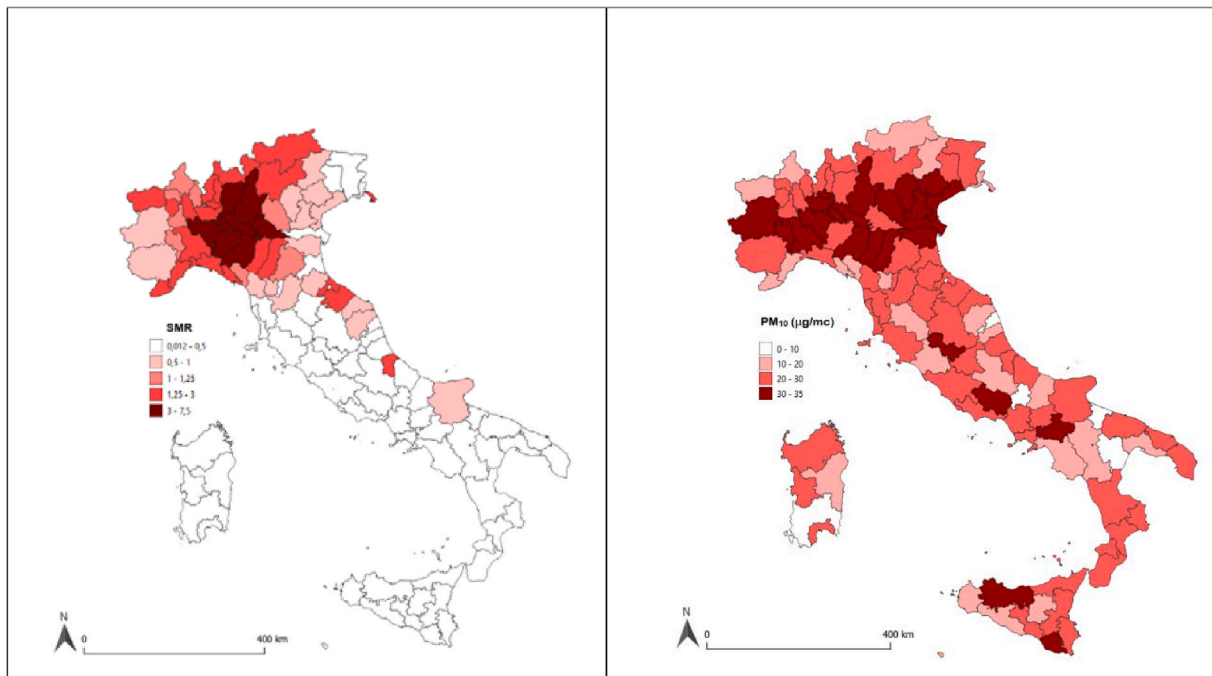 SMR
0,012 - 0,5
0,5 - 1
1 - 1,25
1,25 - 3
3 - 7,5
N
0
400 km
PM₁₀ (µg/mc)
0 - 10
10 - 20
20 - 30
30 - 35
N
0
400 km